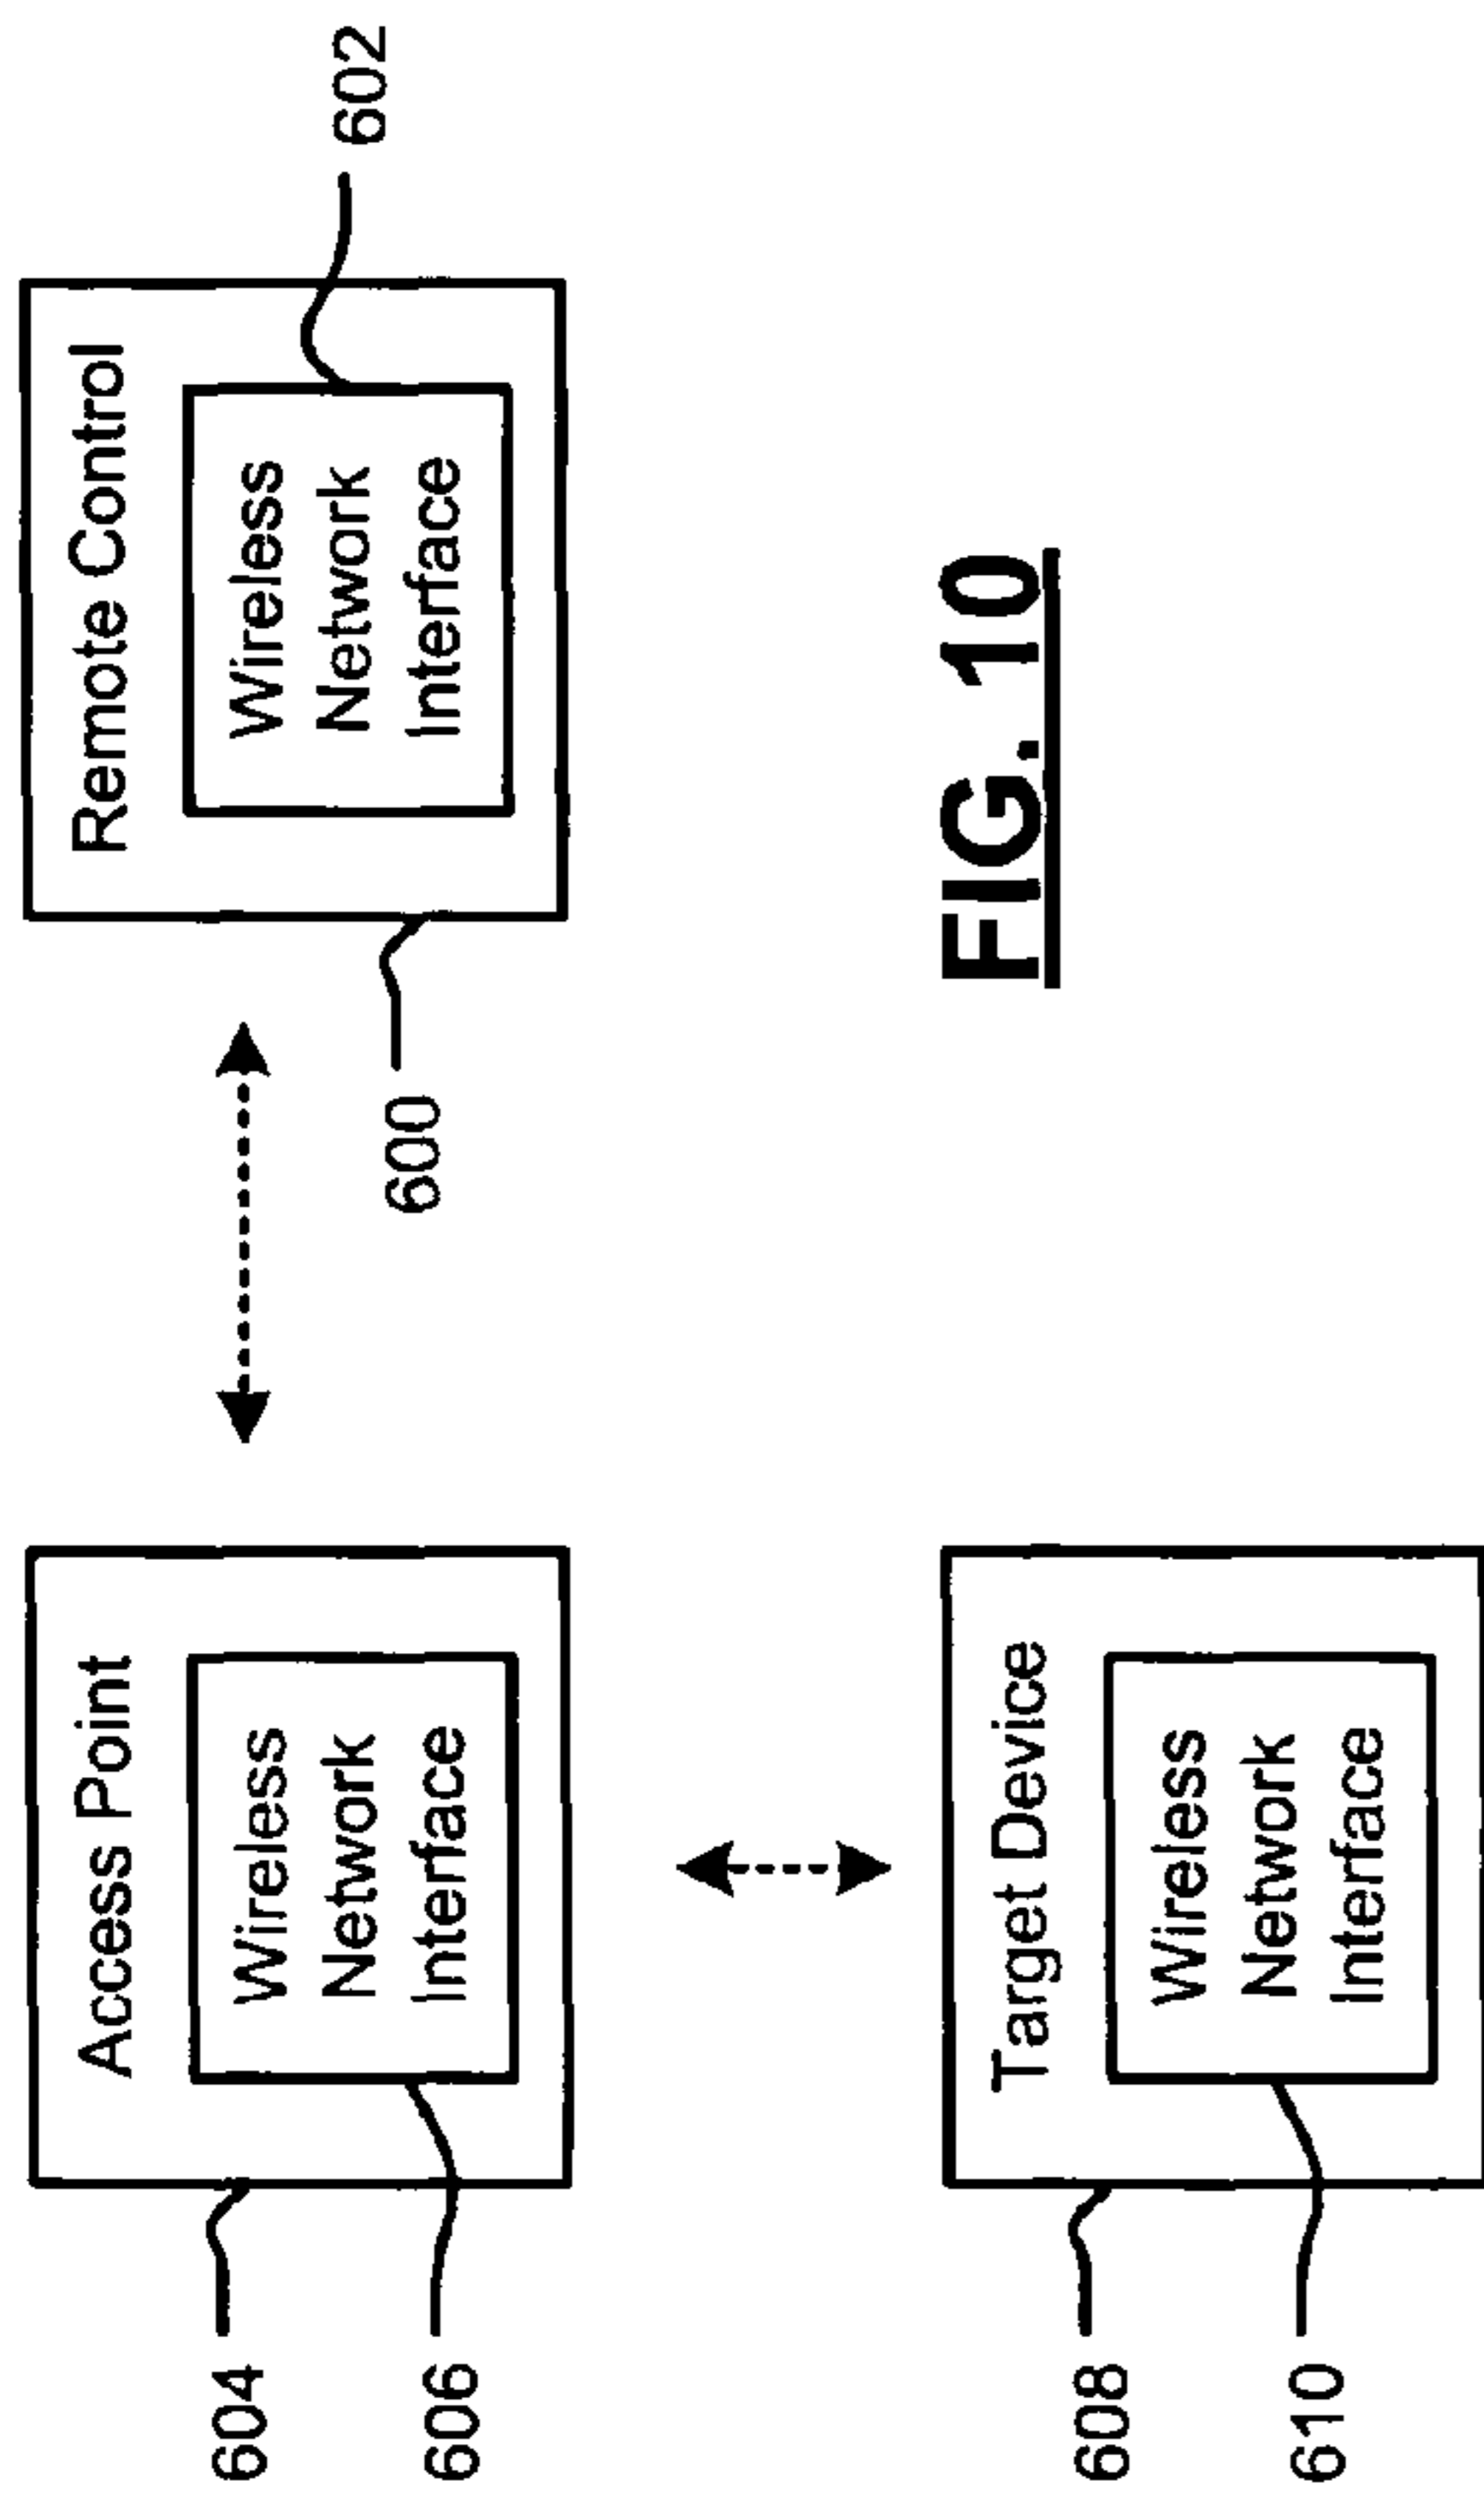 604
606
Access Point
Wireless
Network
Interface
600
Remote Control
Wireless
Network
Interface
602
608
610
Target Device
Wireless
Network
Interface
FIG. 10